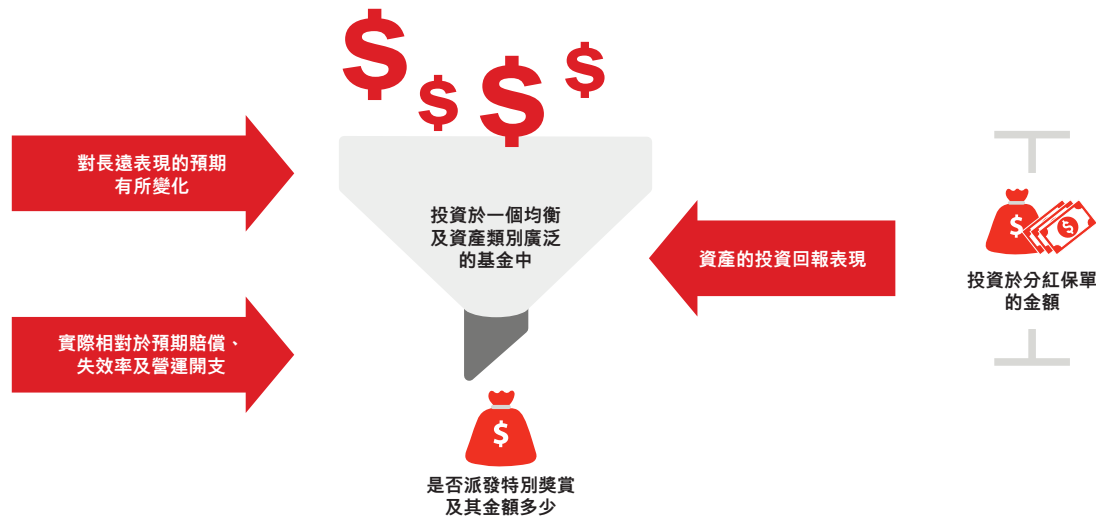 對長遠表現的預期
有所變化
投資於一個均衡
及資產類別廣泛
的基金中
資產的投資回報表現
投資於分紅保單
的金額
實際相對於預期賠償、
失效率及營運開支
是否派發特別獎賞
及其金額多少